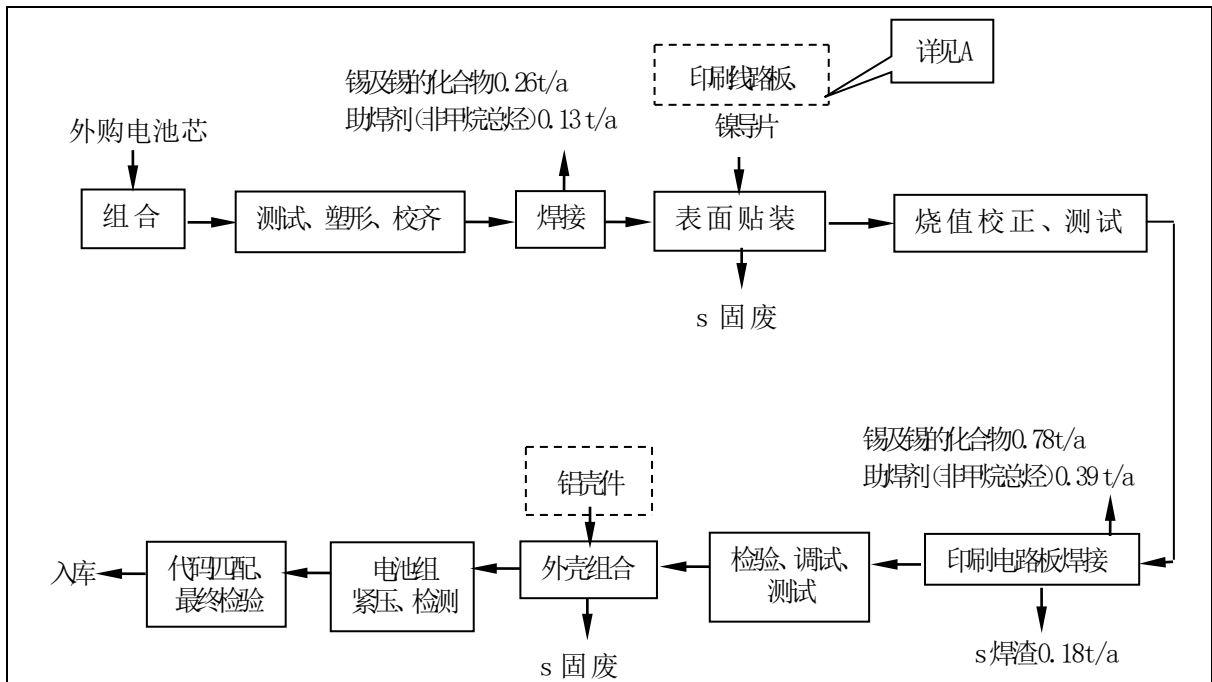 详见A
印刷线路板、
镍导片
锡及锡的化合物0.26t/a
助焊剂(非甲烷总烃)0.13 t/a
外购电池芯
组合
测试、塑形、校齐
焊接
表面贴装
烧值校正、测试
s 固废
锡及锡的化合物0.78t/a
助焊剂(非甲烷总烃)0.39 t/a
铝壳件
印刷电路板焊接
检验、调试、
测试
外壳组合
电池组
紧压、检测
代码匹配、
最终检验
入库
s 焊渣0.18t/a
s 固废